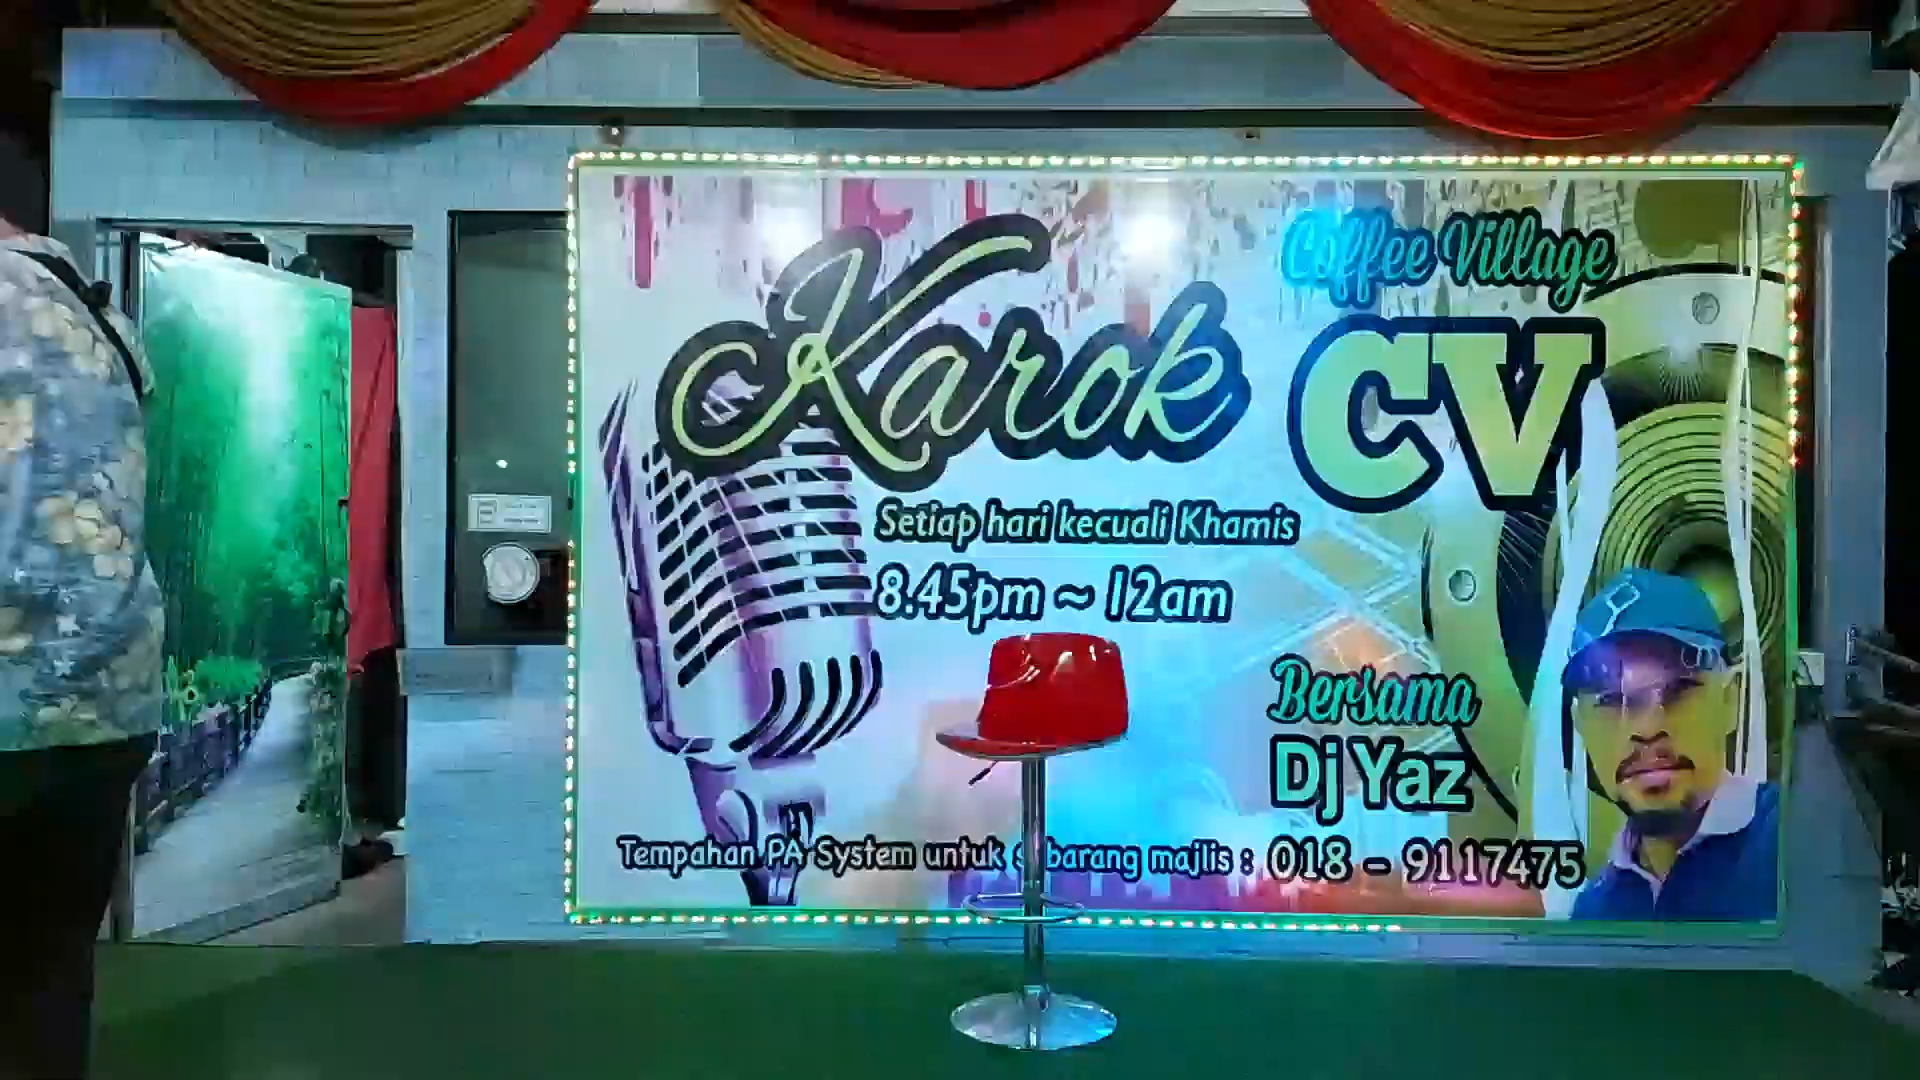 Coffee Village
Karok CV
Setiap hari kecuali Khamis
8.45pm ~ 12am
Bersama
Dj Yaz
Tempahan PA System untuk s barang majlis : 018 - 9117475